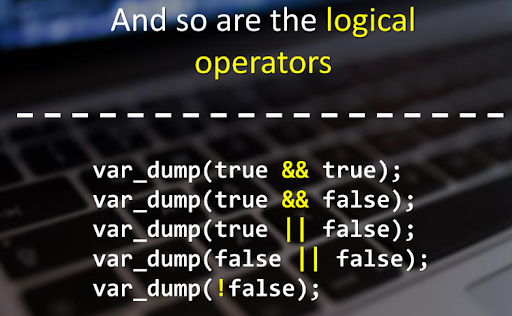 And so are the logical
operators
var_dump(true && true);
var_dump(true && false);
var_dump(true || false);
var_dump(false || false);
var_dump(!false);